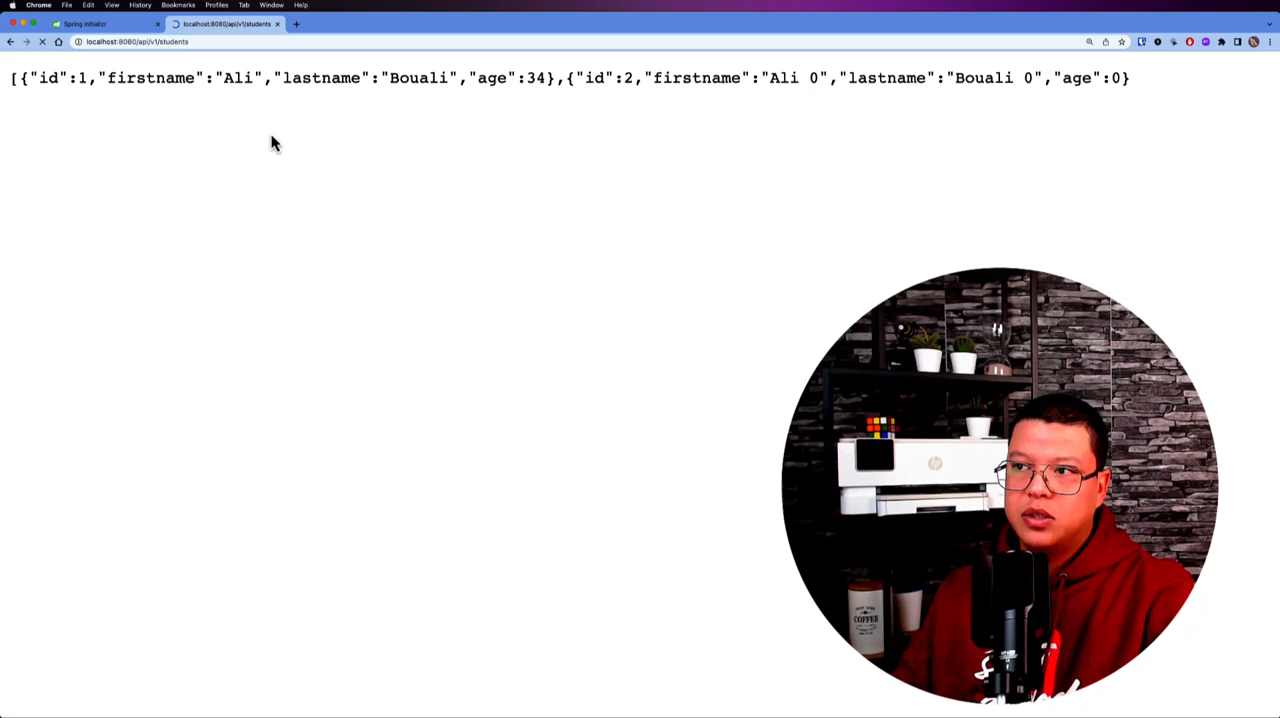 Chrome File Edit View History Bookmarks Profiles Tab Window Help
Spring Initializr
localhost:8080/api/v1/students
localhost:8080/api/v1/students
[{"id":1,"firstname":"Ali","lastname":"Bouali","age":34},{"id":2,"firstname":"Ali 0","lastname":"Bouali 0","age":0}
hp
COFFEE